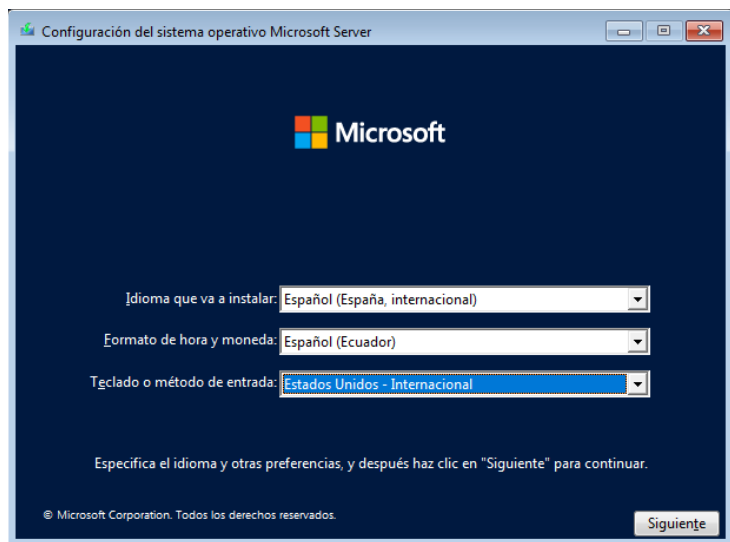 Configuración del sistema operativo Microsoft Server
Microsoft
Idioma que va a instalar: Español (España, internacional)
Formato de hora y moneda: Español (Ecuador)
Teclado o método de entrada: Estados Unidos - Internacional
Especifica el idioma y otras preferencias, y después haz clic en "Siguiente" para continuar.
© Microsoft Corporation. Todos los derechos reservados.
Siguiente